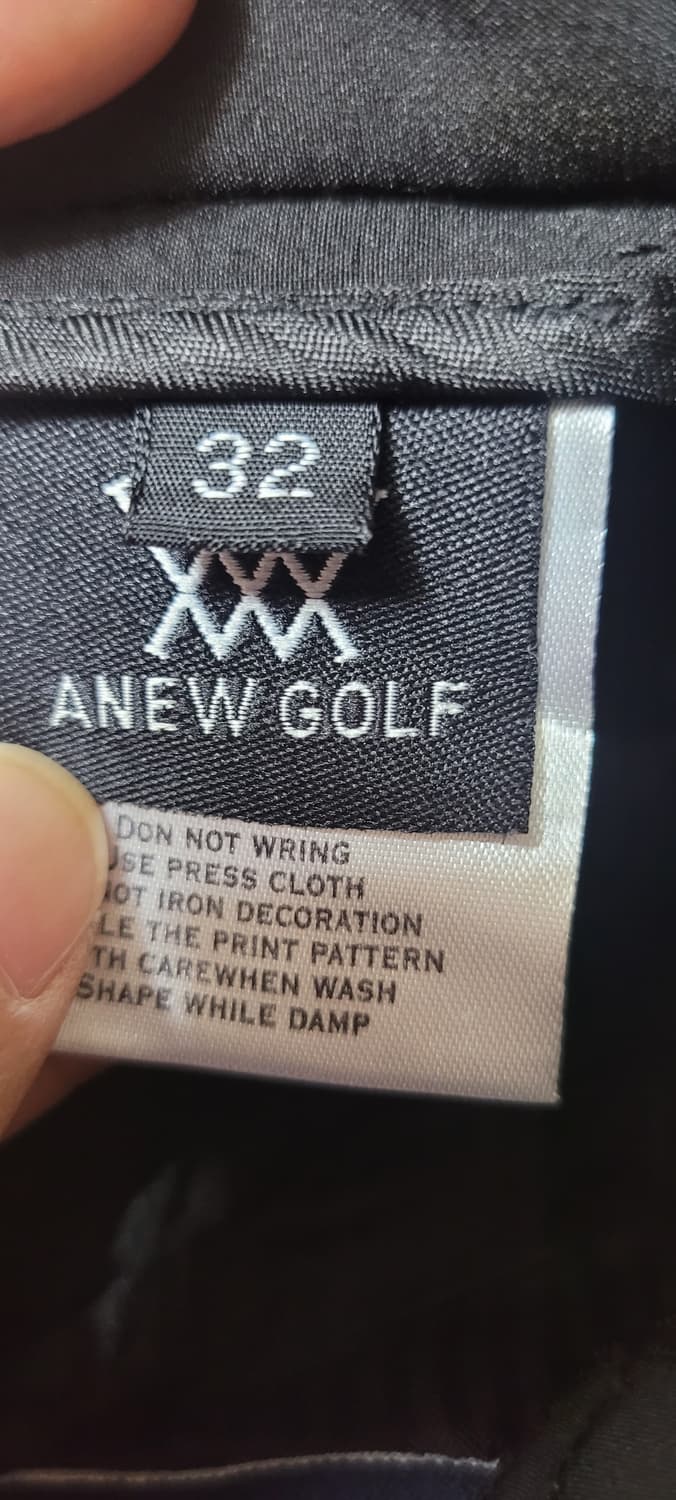 32
ANEW GOLF
DON NOT WRING
USE PRESS CLOTH
NOT IRON DECORATION
LE THE PRINT PATTERN
TH CAREWHEN WASH
SHAPE WHILE DAMP